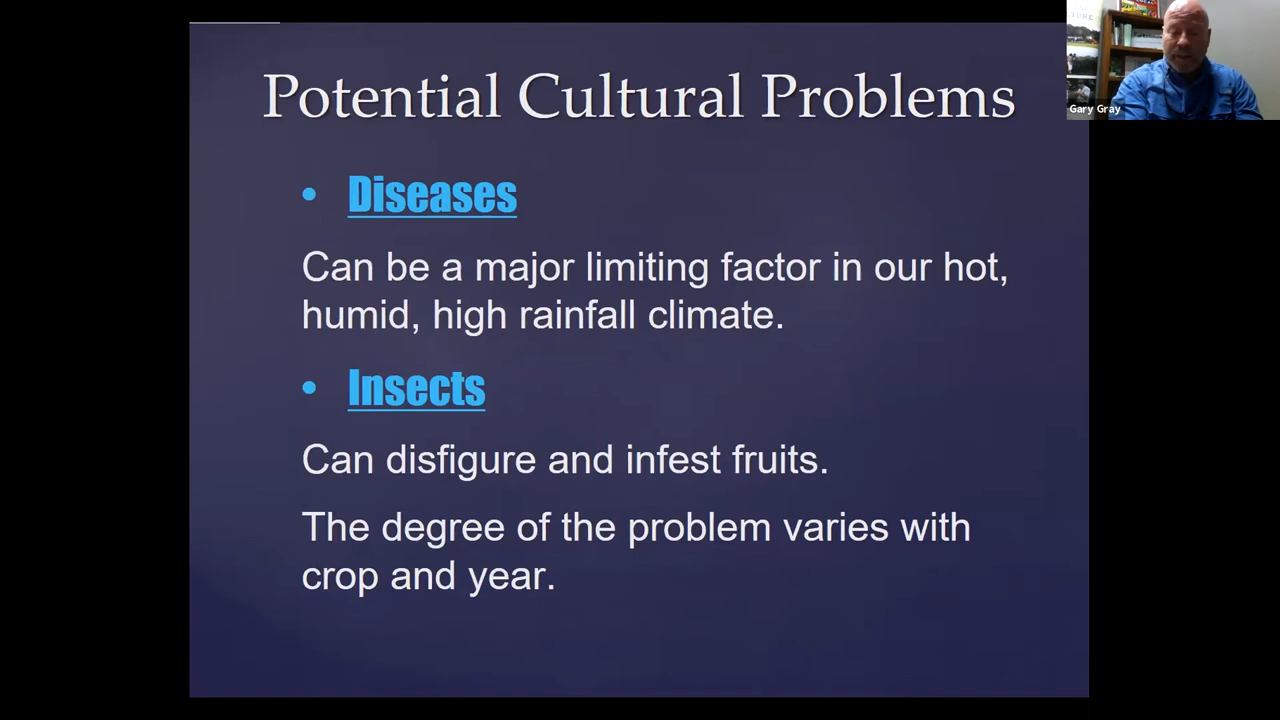 Potential Cultural Problems
• Diseases
Can be a major limiting factor in our hot,
humid, high rainfall climate.
• Insects
Can disfigure and infest fruits.
The degree of the problem varies with
crop and year.
Gary Gray